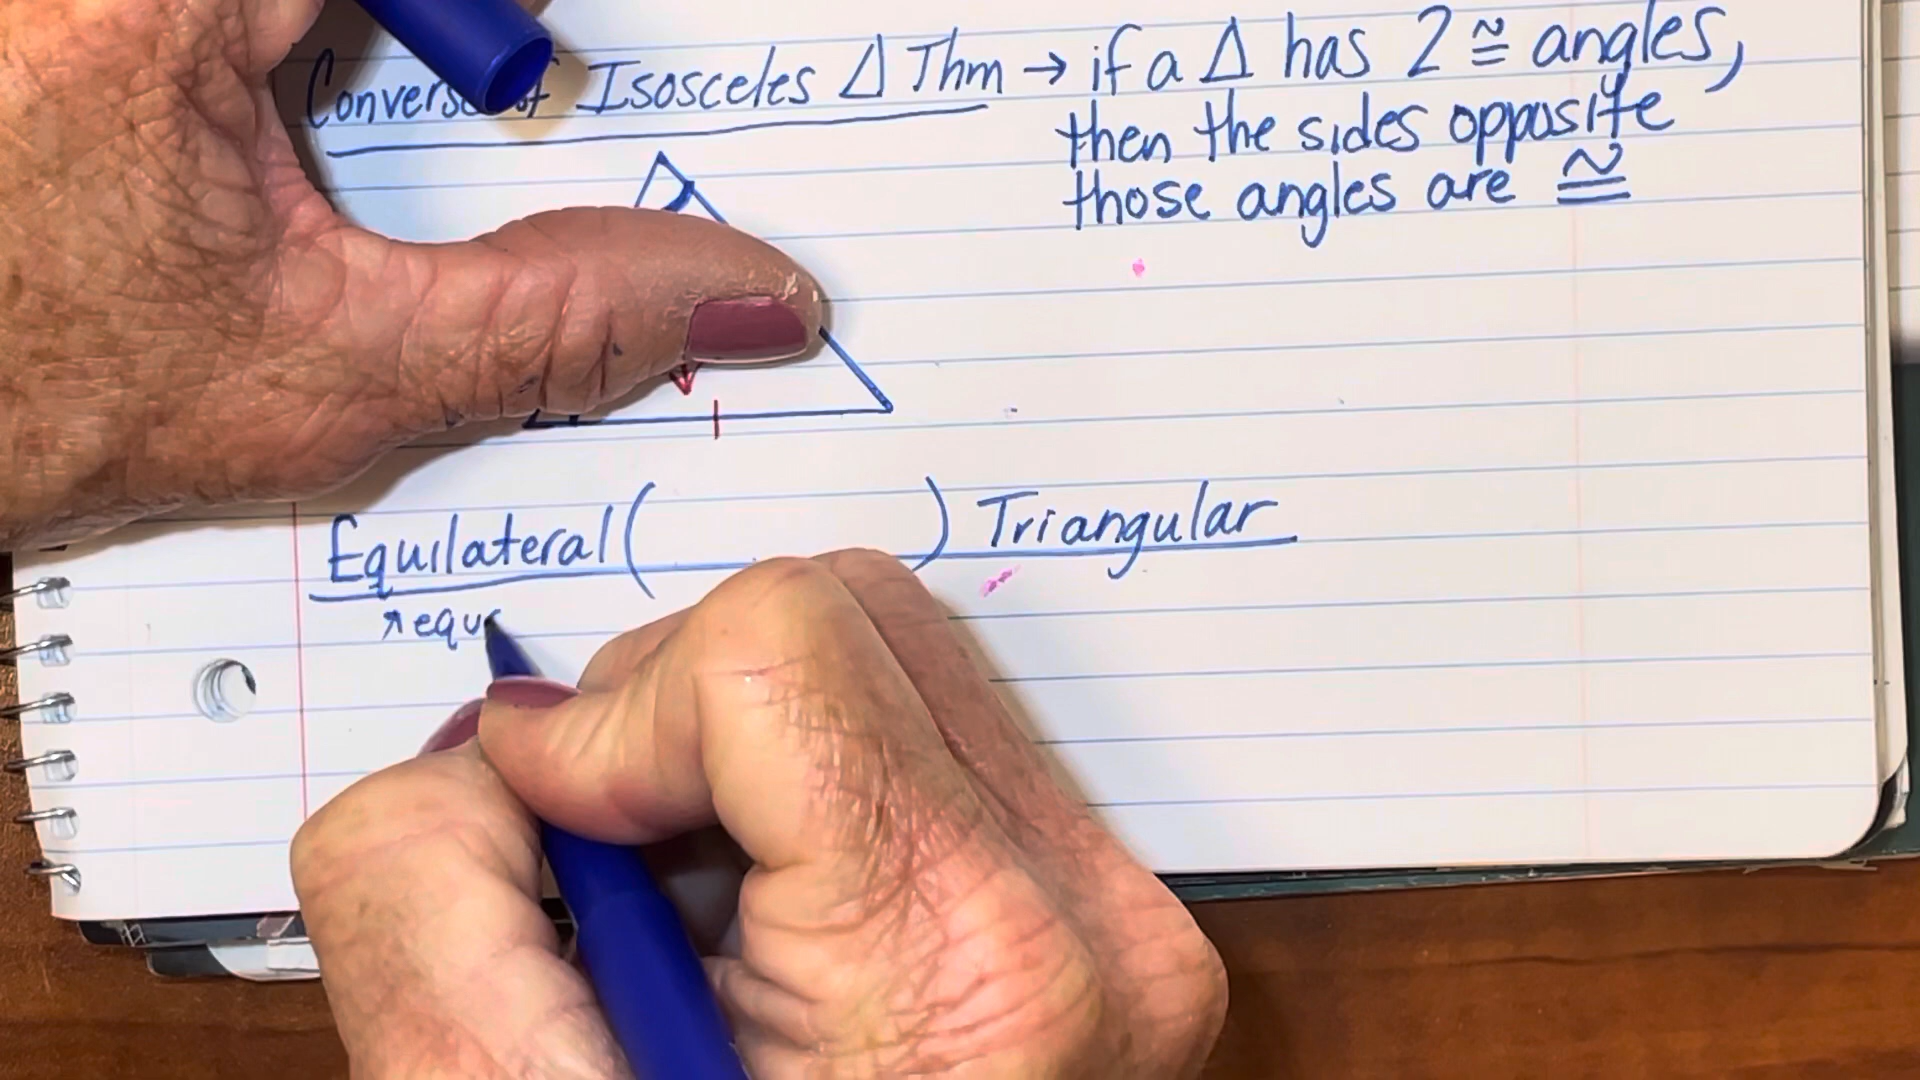 Converse of Isosceles Δ Thm → if a Δ has 2 ≅ angles,
then the sides opposite
those angles are ≅
Equilateral ( ) Triangular
↗ equ